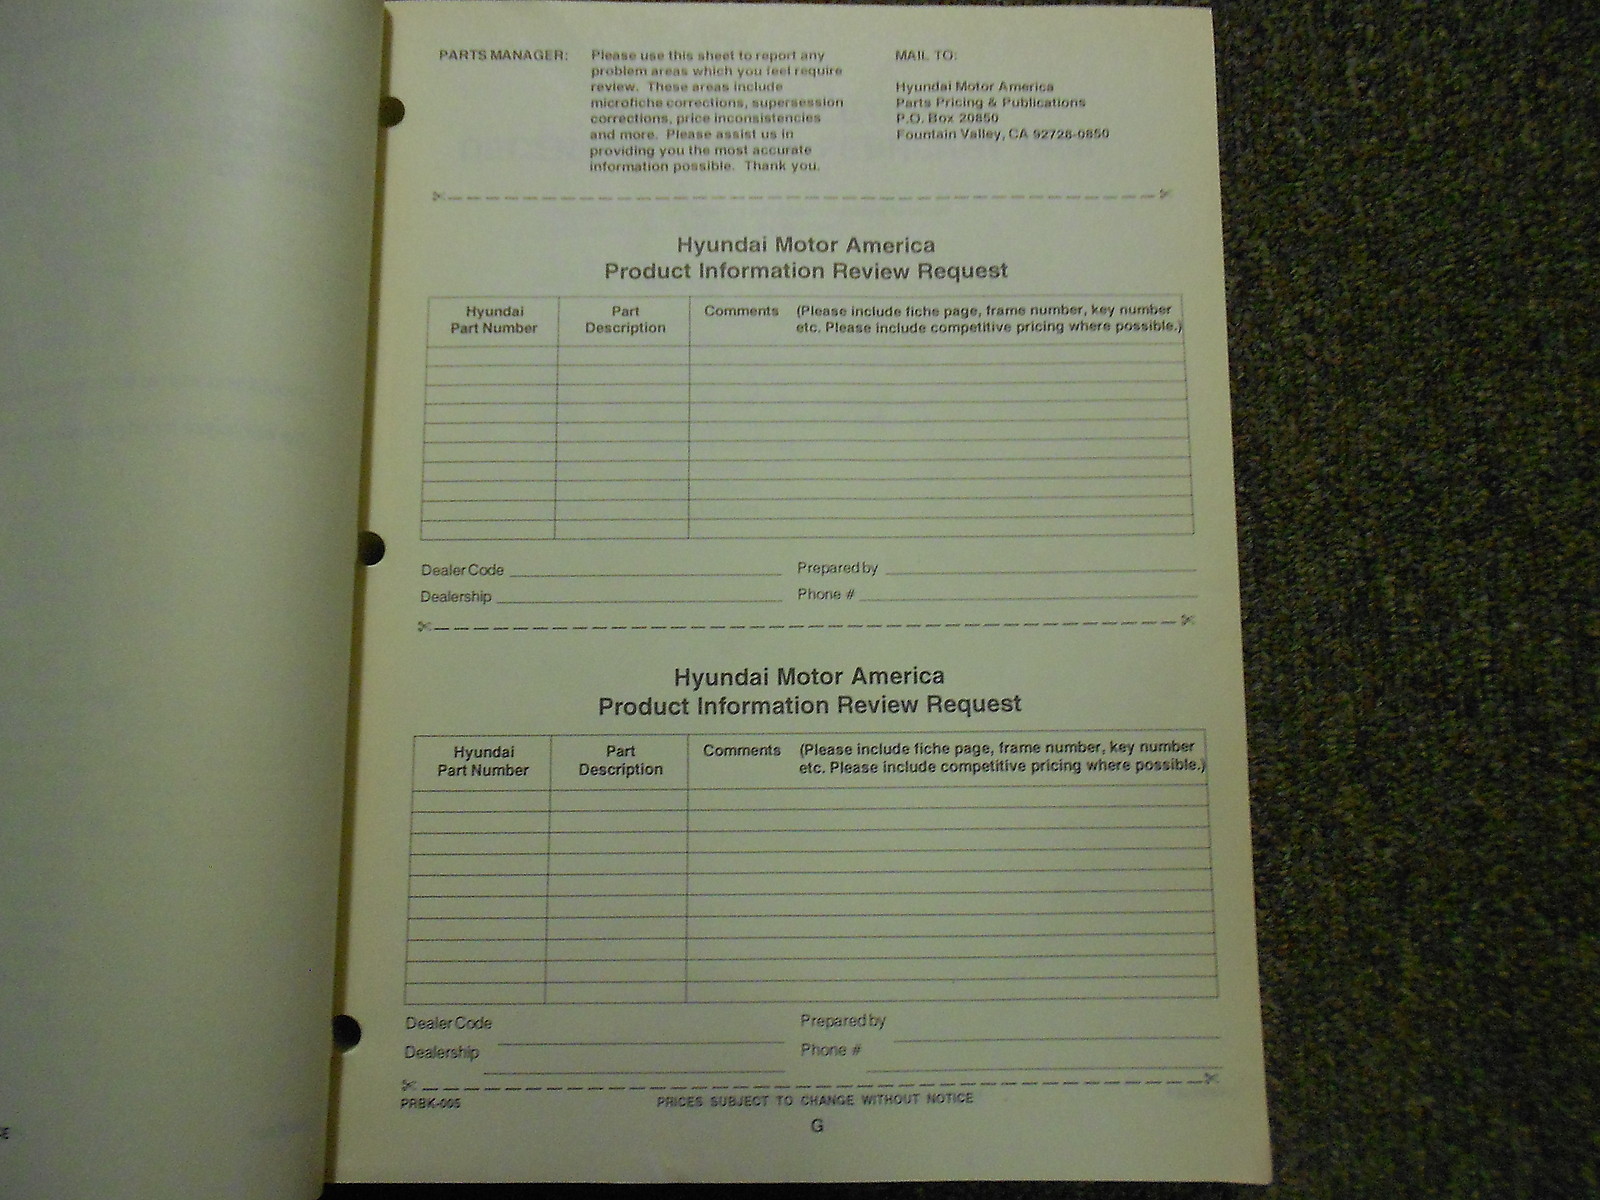 PARTS MANAGER:
Please use this sheet to report any
problem areas which you feel require
review. These areas include
microfiche corrections, supersession
corrections, price inconsistencies
and more. Please assist us in
providing you the most accurate
information possible. Thank you.
MAIL TO:
Hyundai Motor America
Parts Pricing & Publications
P.O. Box 20850
Fountain Valley, CA 92728-0850
Hyundai Motor America
Product Information Review Request
Hyundai
Part Number
Part
Description
Comments (Please include fiche page, frame number, key number
etc. Please include competitive pricing where possible.)
Dealer Code
Prepared by
Dealership
Phone #
Hyundai Motor America
Product Information Review Request
Hyundai
Part Number
Part
Description
Comments (Please include fiche page, frame number, key number
etc. Please include competitive pricing where possible.)
Dealer Code
Prepared by
Dealership
Phone #
PRBK-005
PRICES SUBJECT TO CHANGE WITHOUT NOTICE
G